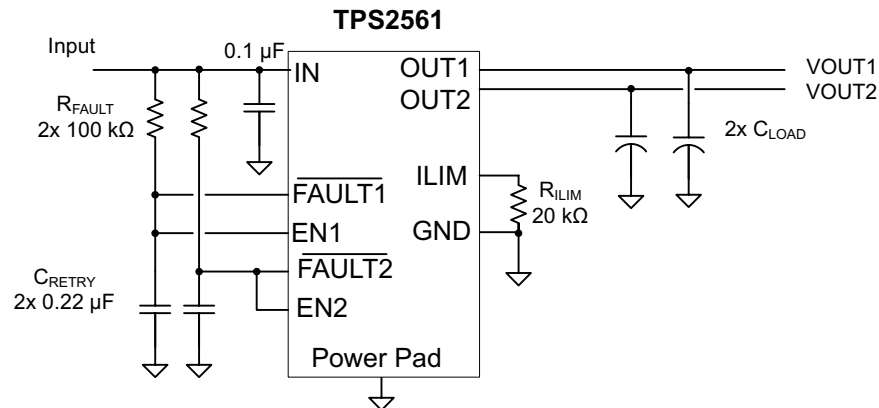 TPS2561
Input
0.1 µF
IN
OUT1
VOUT1
OUT2
VOUT2
RFAULT
2x 100 kΩ
2x CLOAD
ILIM
RILIM
20 kΩ
FAULT1
EN1
GND
FAULT2
CRETRY
2x 0.22 µF
EN2
Power Pad